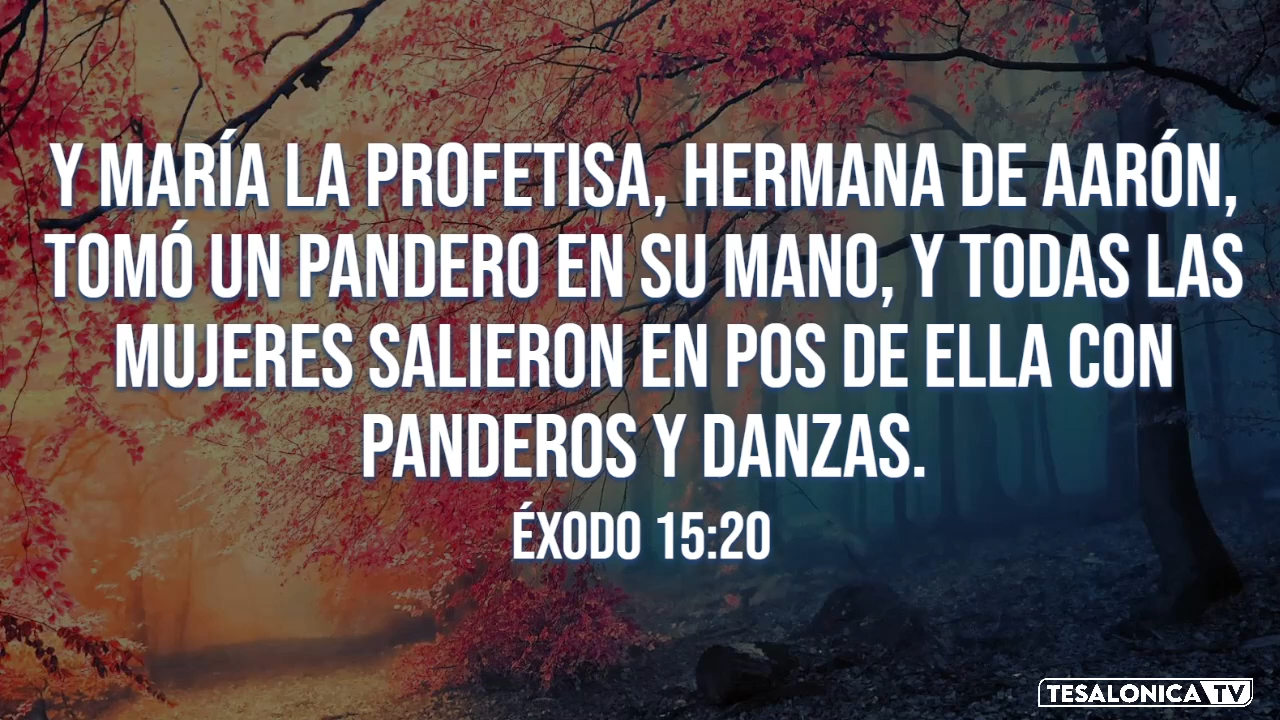 Y MARÍA LA PROFETISA, HERMANA DE AARÓN,
TOMÓ UN PANDERO EN SU MANO, Y TODAS LAS
MUJERES SALIERON EN POS DE ELLA CON
PANDEROS Y DANZAS.
ÉXODO 15:20
TESALONICA TV